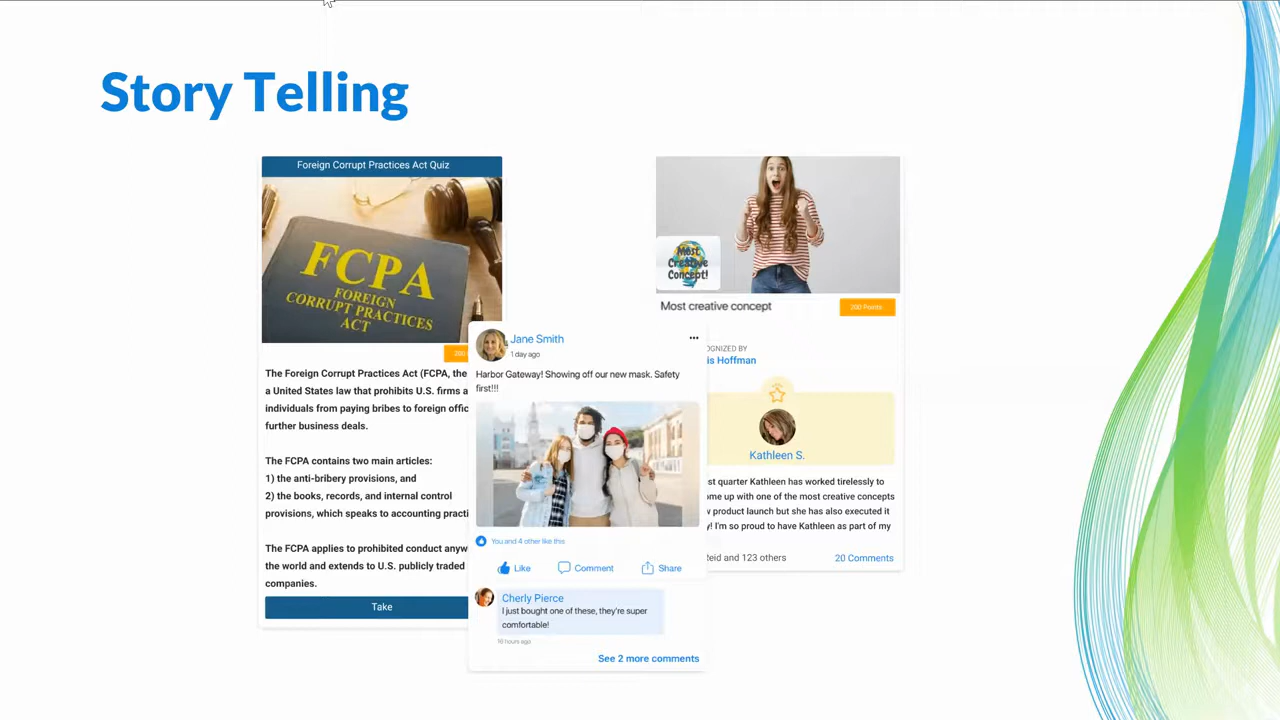 Story Telling
Foreign Corrupt Practices Act Quiz
FCPA
FOREIGN
CORRUPT PRACTICES
ACT
200
The Foreign Corrupt Practices Act (FCPA, the
a United States law that prohibits U.S. firms a
individuals from paying bribes to foreign offic
further business deals.
The FCPA contains two main articles:
1) the anti-bribery provisions, and
2) the books, records, and internal control
provisions, which speaks to accounting practi
The FCPA applies to prohibited conduct anyw
the world and extends to U.S. publicly traded
companies.
Take
Jane Smith
1 day ago
Harbor Gateway! Showing off our new mask. Safety
first!!!
You and 4 other like this
Like Comment Share
Cherly Pierce
I just bought one of these, they're super
comfortable!
18 hours ago
See 2 more comments
Most
Creative
Concept!
Most creative concept
200 Points
OGNIZED BY
is Hoffman
Kathleen S.
st quarter Kathleen has worked tirelessly to
ome up with one of the most creative concepts
w product launch but she has also executed it
y! I'm so proud to have Kathleen as part of my
Reid and 123 others
20 Comments